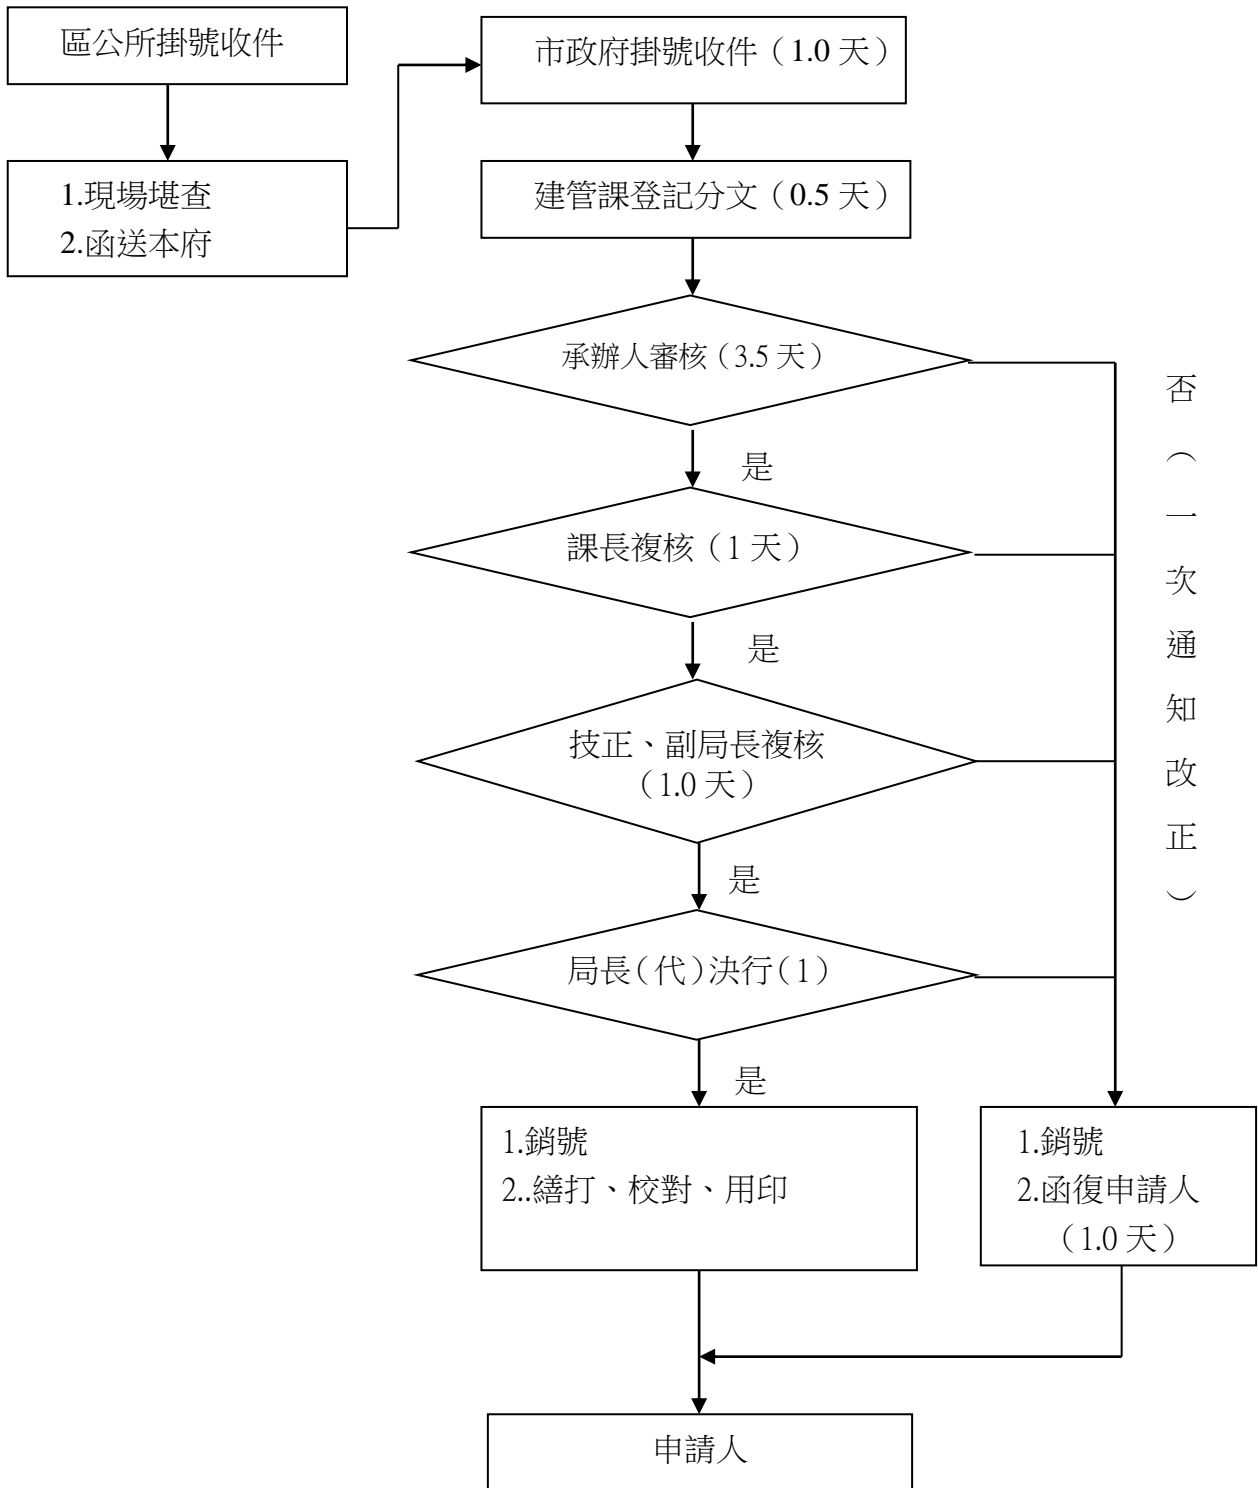 區公所掛號收件
1.現場堪查
2.函送本府
市政府掛號收件（1.0 天）
建管課登記分文（0.5 天）
承辦人審核（3.5 天）
是
課長複核（1 天）
是
技正、副局長複核
（1.0 天）
是
局長（代）決行（1）
是
否（一次通知改正）
1.銷號
2..繕打、校對、用印
1.銷號
2.函復申請人
（1.0 天）
申請人